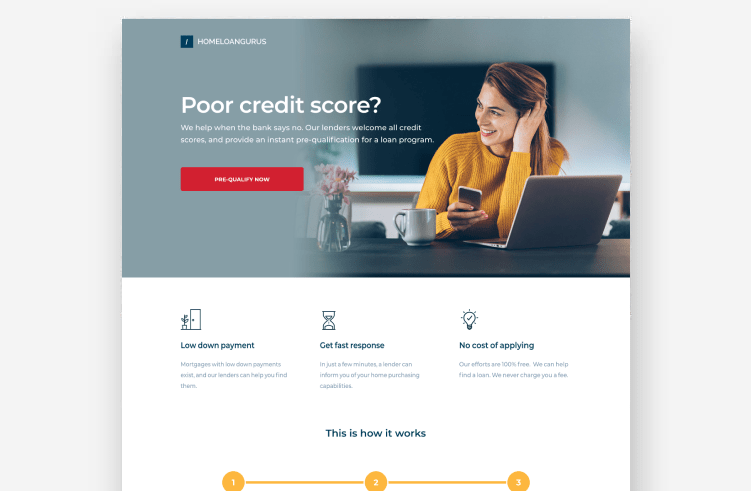 / HOMELOANGURUS
Poor credit score?
We help when the bank says no. Our lenders welcome all credit
scores, and provide an instant pre-qualification for a loan program.
PRE-QUALIFY NOW
Low down payment
Mortgages with low down payments
exist, and our lenders can help you find
them.
Get fast response
In just a few minutes, a lender can
inform you of your home purchasing
capabilities.
No cost of applying
Our efforts are 100% free. We can help
find a loan. We never charge you a fee.
This is how it works
1 2 3